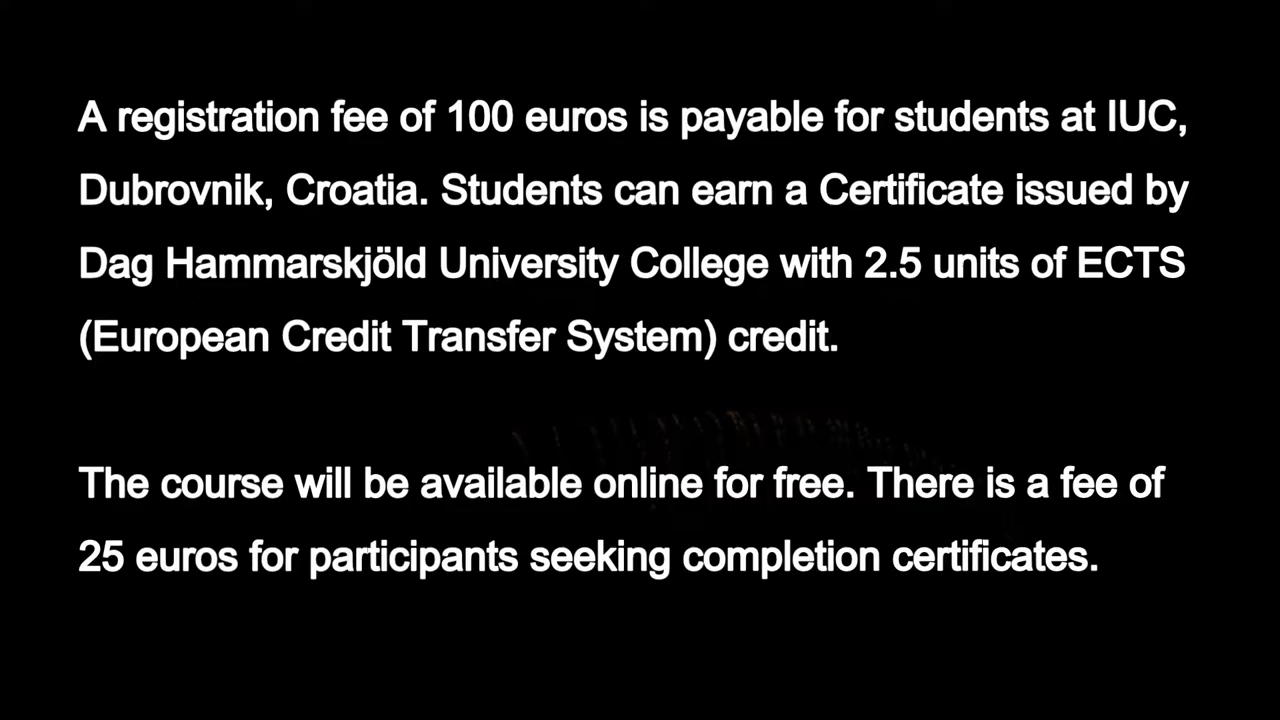 A registration fee of 100 euros is payable for students at IUC,
Dubrovnik, Croatia. Students can earn a Certificate issued by
Dag Hammarskjöld University College with 2.5 units of ECTS
(European Credit Transfer System) credit.
The course will be available online for free. There is a fee of
25 euros for participants seeking completion certificates.